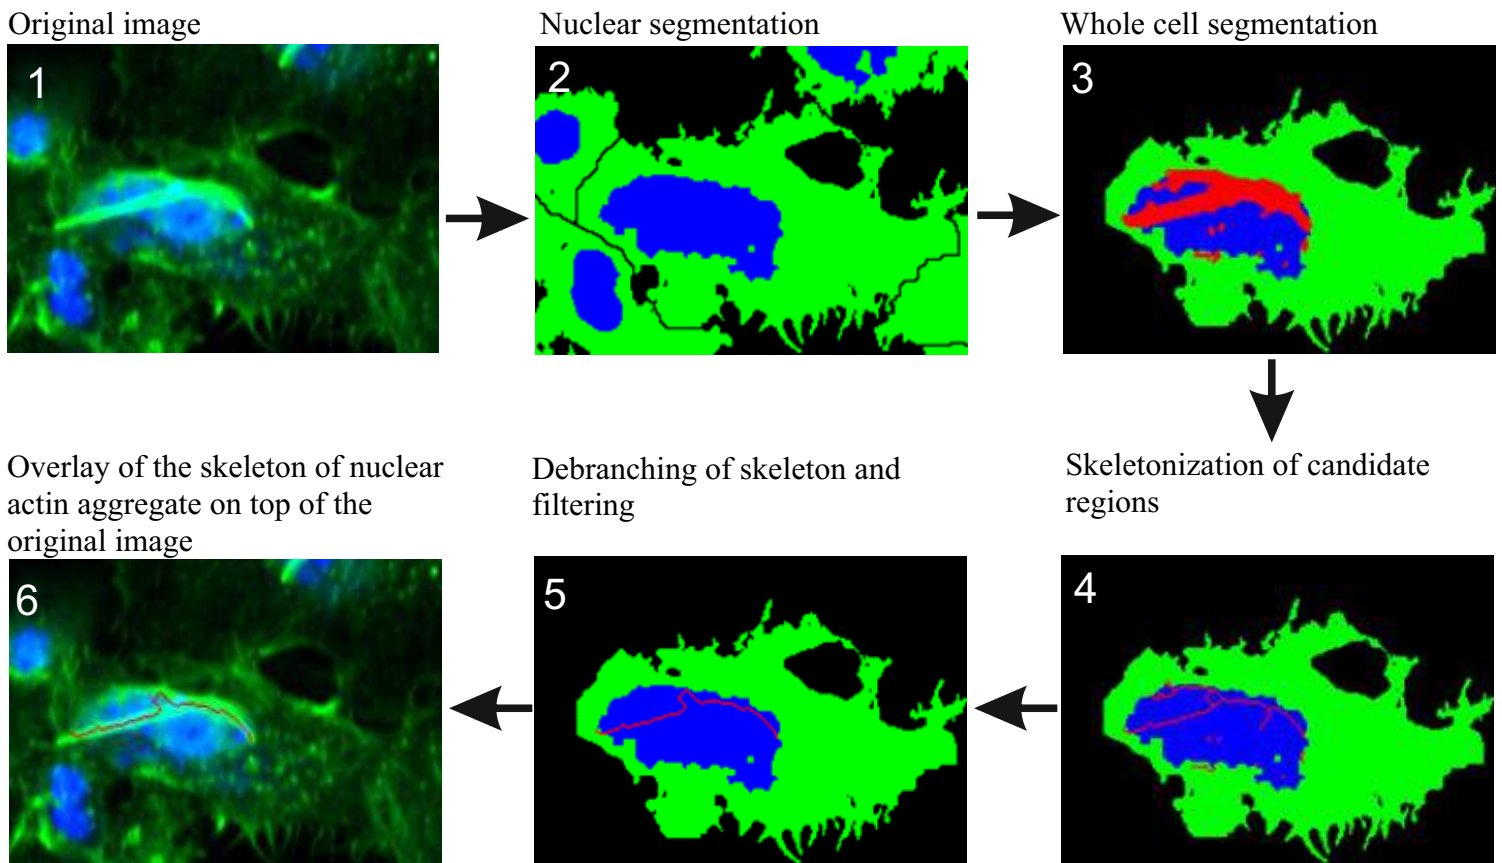 Original image
1
Nuclear segmentation
2
Whole cell segmentation
3
Skeletonization of candidate
regions
4
Debranching of skeleton and
filtering
5
Overlay of the skeleton of nuclear
actin aggregate on top of the
original image
6